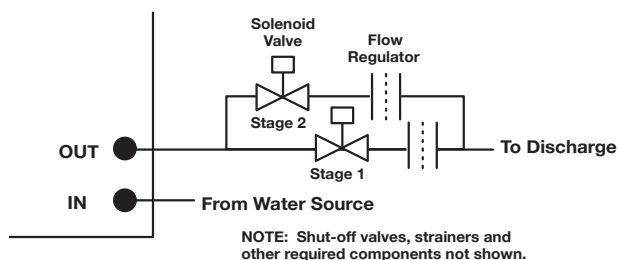 Solenoid
Valve
Flow
Regulator
Stage 2
OUT
To Discharge
Stage 1
IN
From Water Source
NOTE: Shut-off valves, strainers and
other required components not shown.